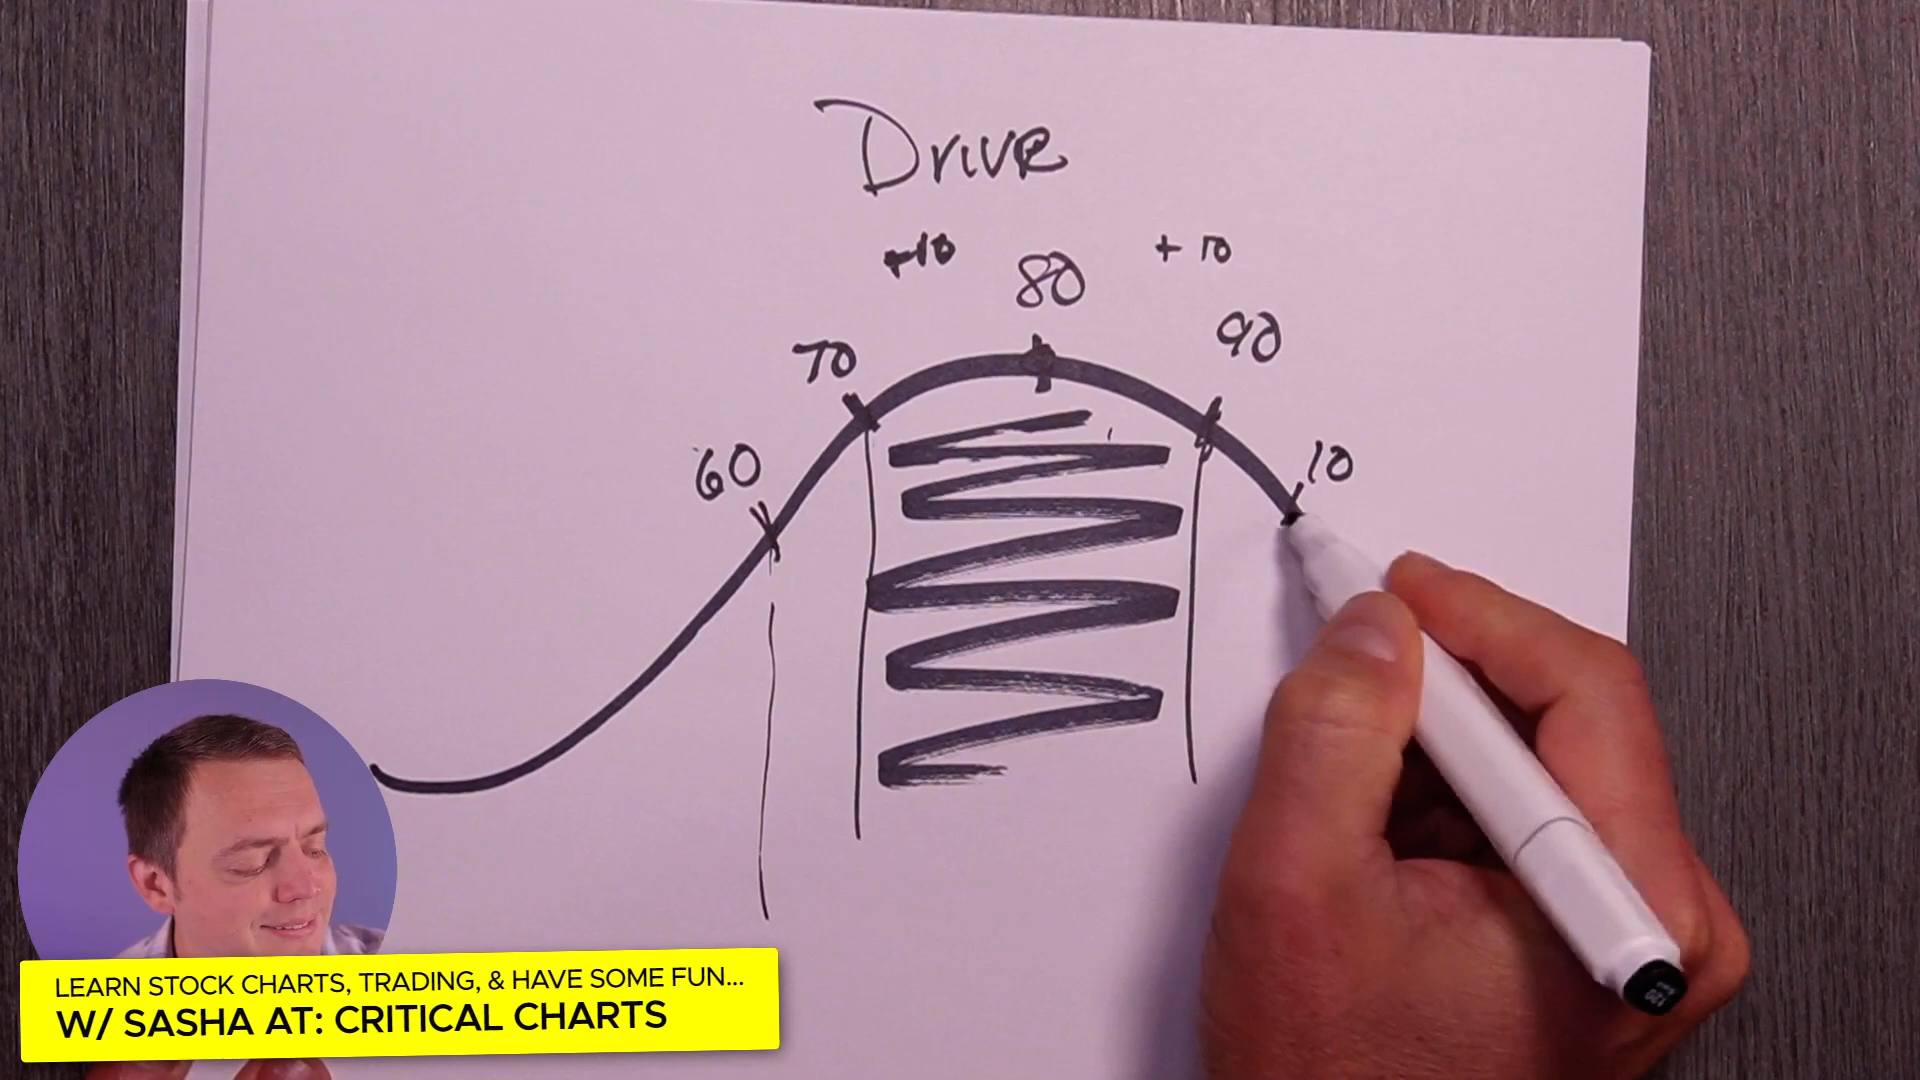 Drive
+10 80 +10
70 90
60 10
LEARN STOCK CHARTS, TRADING, & HAVE SOME FUN...
W/ SASHA AT: CRITICAL CHARTS